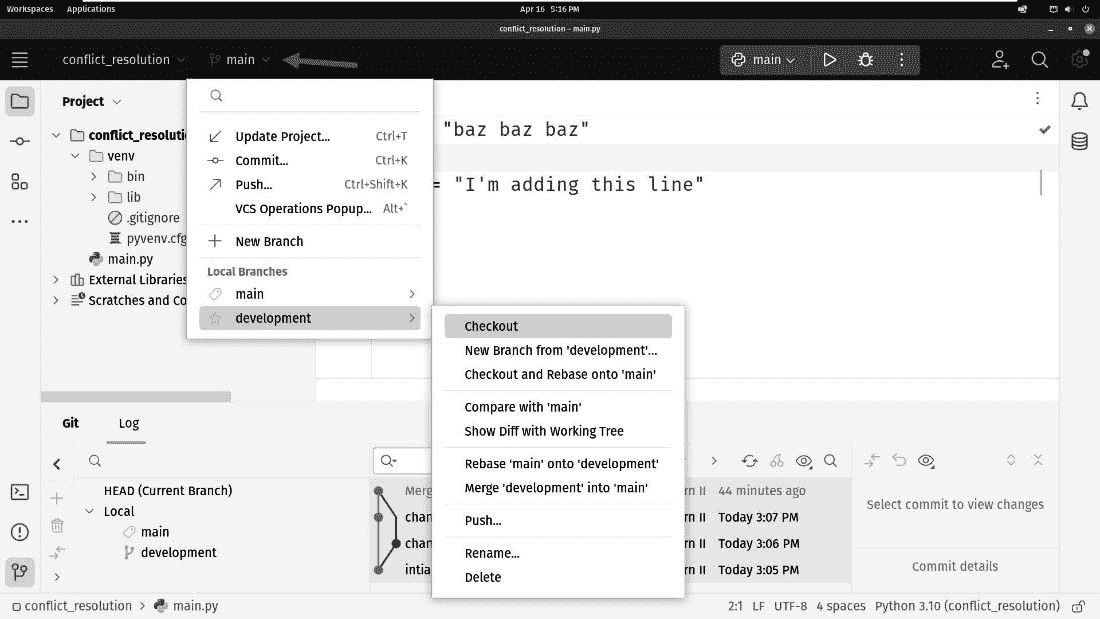 Workspaces Applications Apr 16 5:16 PM
conflict_resolution – main.py
conflict_resolution main main
Project
conflict_resoluti
venv
bin
lib
.gitignore
pyvenv.cfg
main.py
External Libraries
Scratches and Co
"baz baz baz"
= "I'm adding this line"
Update Project... Ctrl+T
Commit... Ctrl+K
Push... Ctrl+Shift+K
VCS Operations Popup... Alt+`
New Branch
Local Branches
main
development
Checkout
New Branch from 'development'...
Checkout and Rebase onto 'main'
Compare with 'main'
Show Diff with Working Tree
Rebase 'main' onto 'development'
Merge 'development' into 'main'
Push...
Rename...
Delete
Git Log
HEAD (Current Branch)
Local
main
development
Merg rn II 44 minutes ago
chan rn II Today 3:07 PM
chan rn II Today 3:06 PM
intia rn II Today 3:05 PM
Select commit to view changes
Commit details
conflict_resolution > main.py 2:1 LF UTF-8 4 spaces Python 3.10 (conflict_resolution)